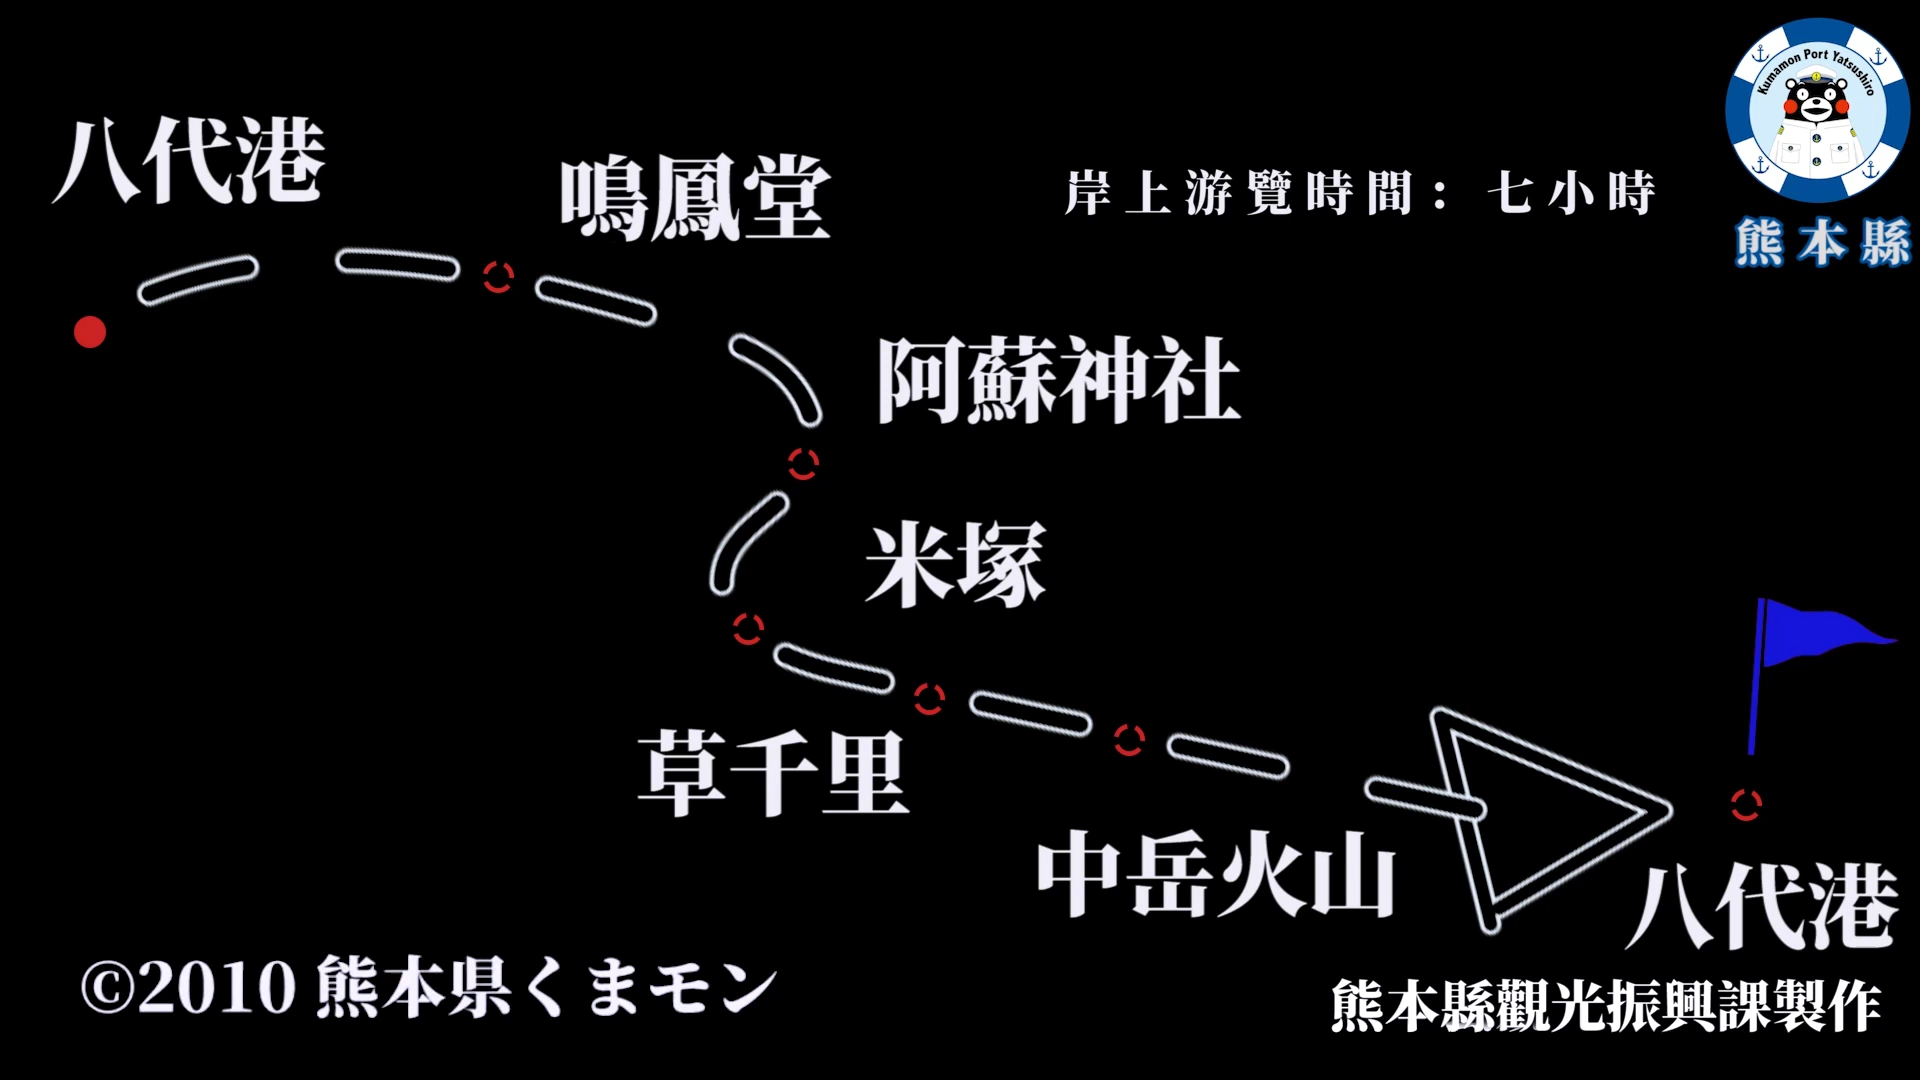 Kumamon Port Yatsushiro
熊本縣
八代港
鳴鳳堂
岸上游覽時間：七小時
阿蘇神社
米塚
草千里
中岳火山
八代港
©2010 熊本県くまモン
熊本縣觀光振興課製作